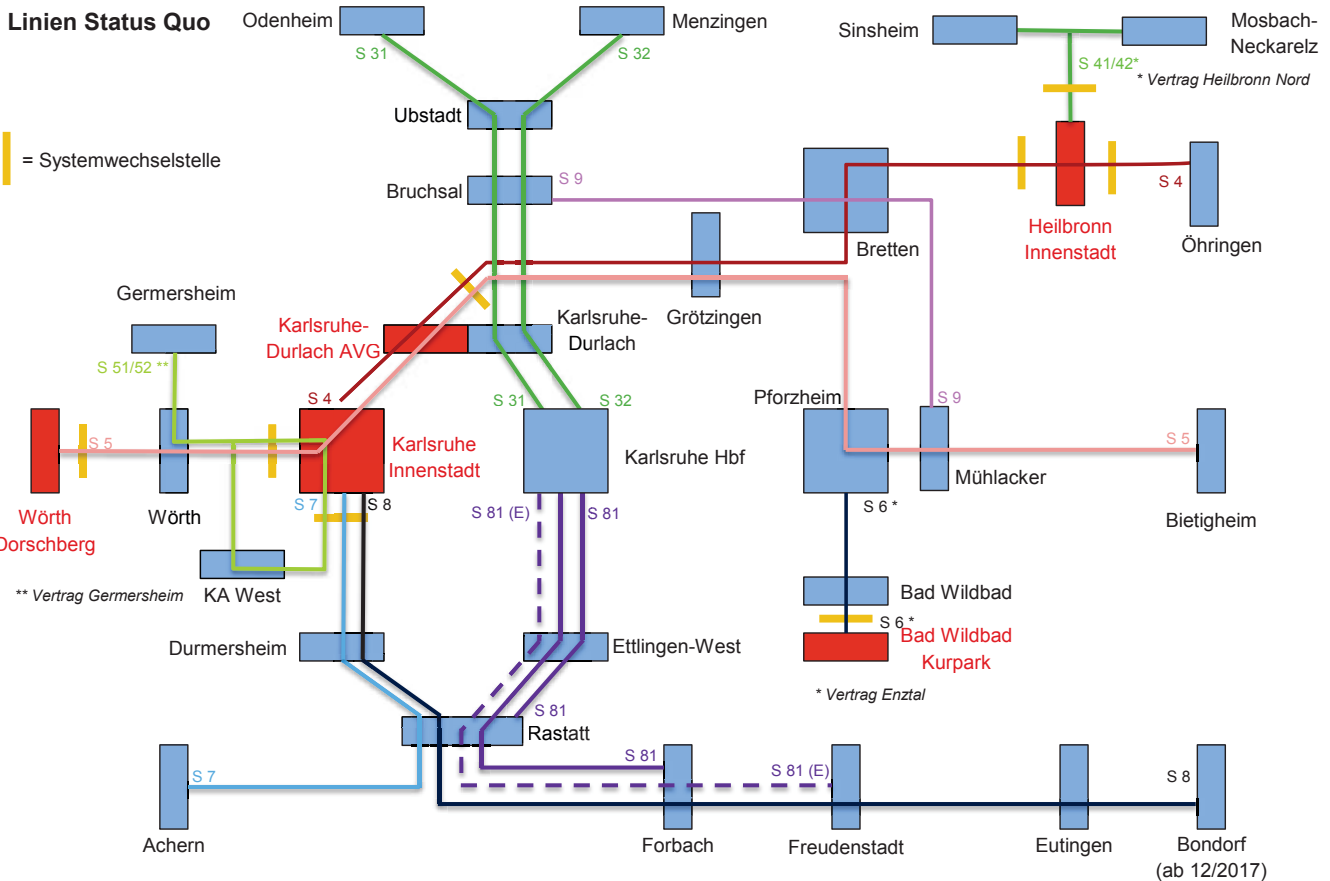 Linien Status Quo
Odenheim
Menzingen
Sinsheim
Mosbach-
Neckarelz
S 31
S 32
S 41/42*
* Vertrag Heilbronn Nord
Ubstadt
= Systemwechselstelle
Bruchsal
S 9
S 4
Bretten
Heilbronn
Innenstadt
Öhringen
Germersheim
Karlsruhe-
Durlach AVG
Karlsruhe-
Durlach
Grötzingen
S 51/52 **
S 4
S 31
S 32
Pforzheim
S 9
S 5
Karlsruhe
Innenstadt
Karlsruhe Hbf
S 5
Mühlacker
S 7
S 8
S 81 (E)
S 81
S 6 *
Wörth
Dorschberg
Wörth
Bietigheim
** Vertrag Germersheim
KA West
Bad Wildbad
S 6 *
Bad Wildbad
Kurpark
Durmersheim
Ettlingen-West
* Vertrag Enztal
S 81
Rastatt
S 7
S 81
S 81 (E)
S 8
Achern
Forbach
Freudenstadt
Eutingen
Bondorf
(ab 12/2017)